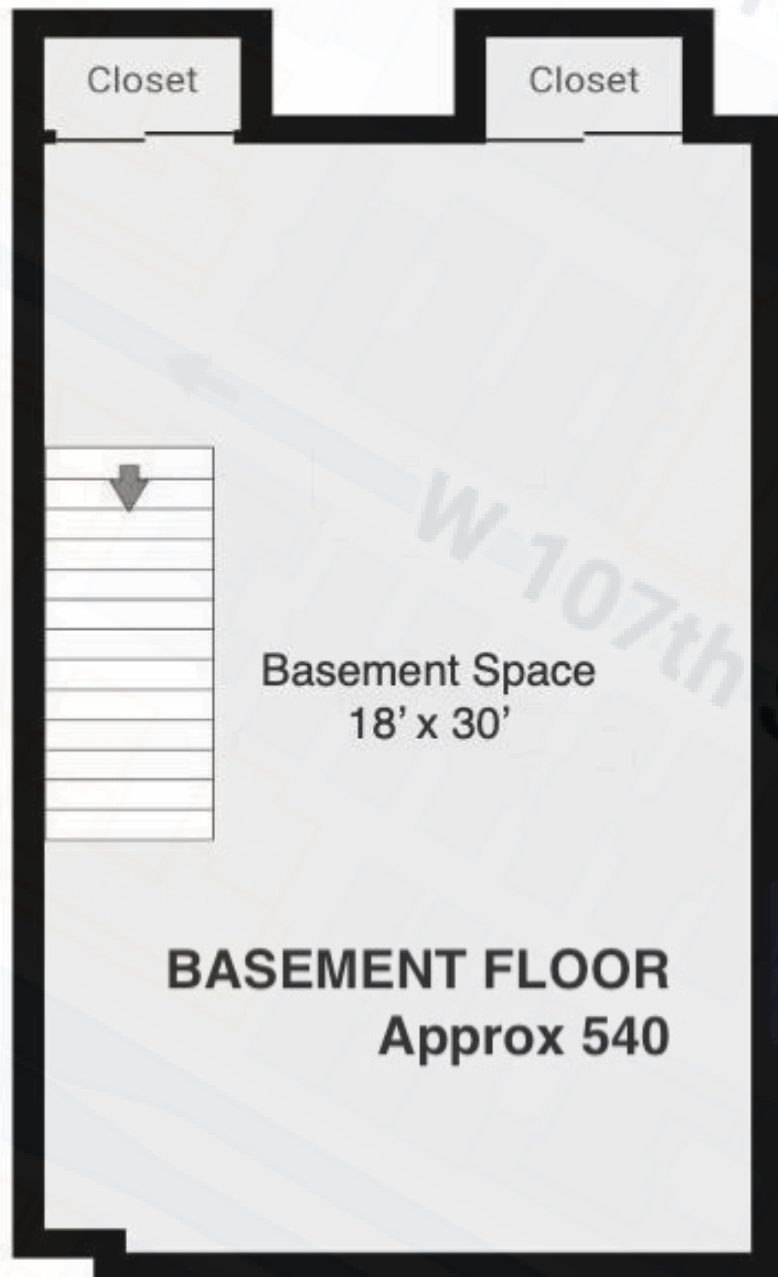 Closet
Closet
W 107th
Basement Space
18’ x 30’
BASEMENT FLOOR
Approx 540